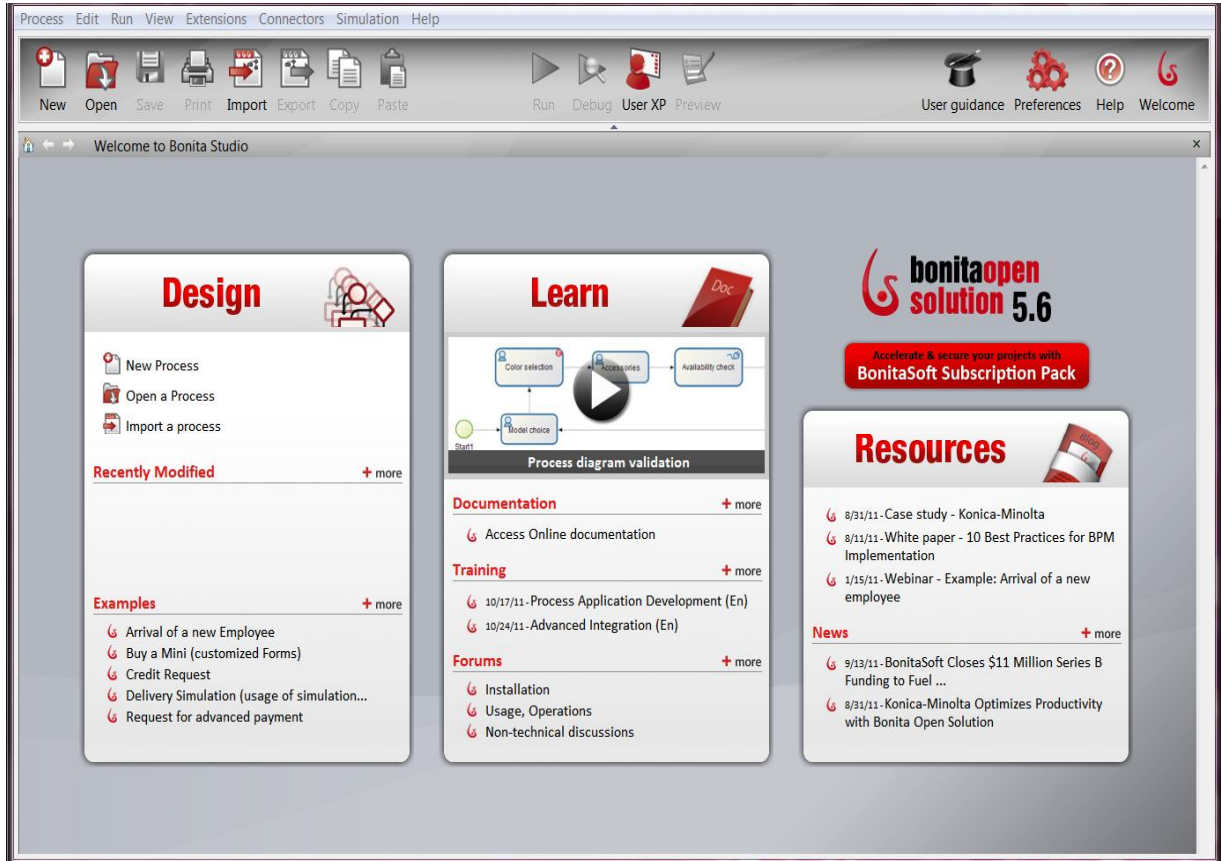 Process Edit Run View Extensions Connectors Simulation Help
New Open Save Print Import Export Copy Paste Run Debug User XP Preview User guidance Preferences Help Welcome
Welcome to Bonita Studio
Design
New Process
Open a Process
Import a process
Recently Modified + more
Examples + more
Arrival of a new Employee
Buy a Mini (customized Forms)
Credit Request
Delivery Simulation (usage of simulation...
Request for advanced payment
Learn
Doc
Color selection
Accessories
Availability check
Start1
Model choice
Process diagram validation
Documentation + more
Access Online documentation
Training + more
10/17/11-Process Application Development (En)
10/24/11-Advanced Integration (En)
Forums + more
Installation
Usage, Operations
Non-technical discussions
bonitaopen
solution 5.6
Accelerate & secure your projects with
BonitaSoft Subscription Pack
Resources
Blog
8/31/11-Case study - Konica-Minolta
8/11/11-White paper - 10 Best Practices for BPM
Implementation
1/15/11-Webinar - Example: Arrival of a new
employee
News + more
9/13/11-BonitaSoft Closes $11 Million Series B
Funding to Fuel ...
8/31/11-Konica-Minolta Optimizes Productivity
with Bonita Open Solution